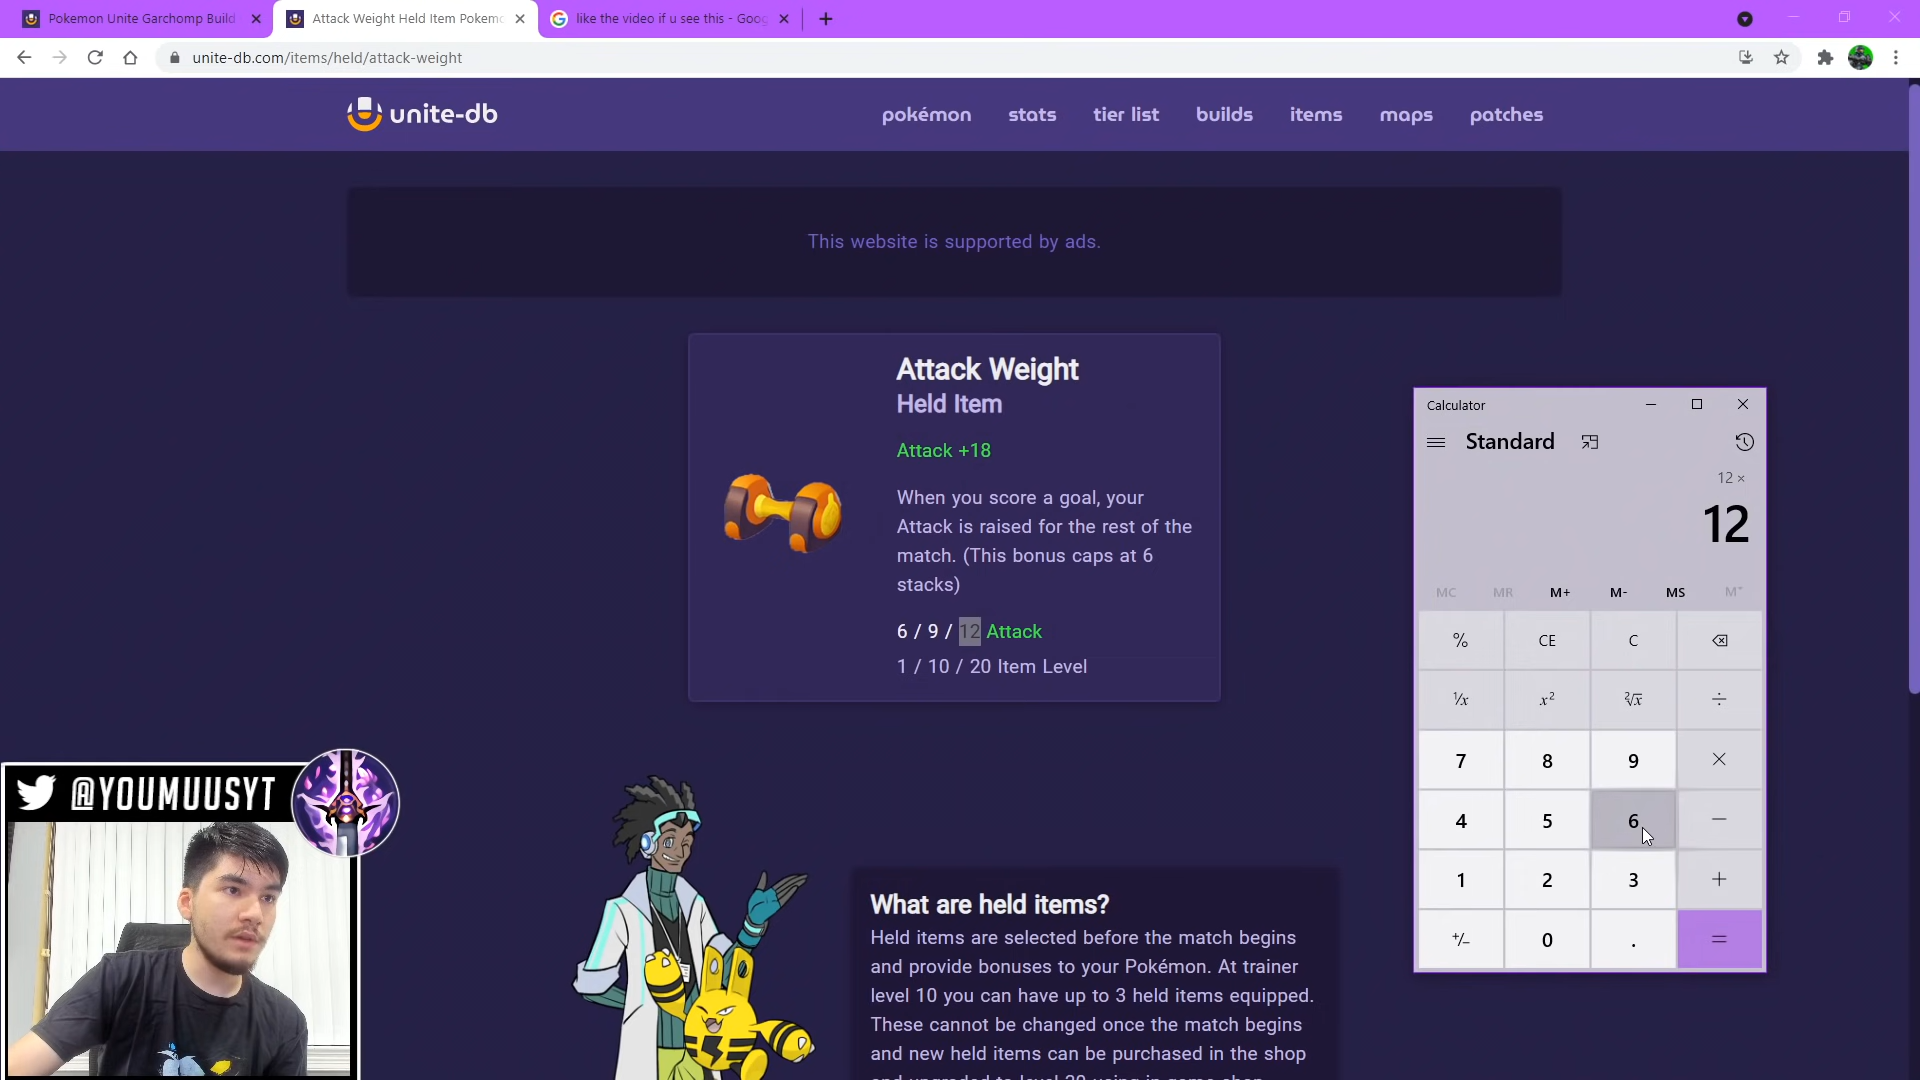 Pokemon Unite Garchomp Build
Attack Weight Held Item Pokemo
like the video if u see this - Goog
unite-db.com/items/held/attack-weight
unite-db
pokémon
stats
tier list
builds
items
maps
patches
This website is supported by ads.
Attack Weight
Held Item
Attack +18
When you score a goal, your
Attack is raised for the rest of the
match. (This bonus caps at 6
stacks)
6 / 9 / 12 Attack
1 / 10 / 20 Item Level
Calculator
Standard
12 ×
12
MC MR M+ M- MS M˅
% CE C
¹/x x² ²√x ÷
7 8 9 ×
4 5 6 −
1 2 3 +
+/− 0 . =
@YOUMUUSYT
What are held items?
Held items are selected before the match begins
and provide bonuses to your Pokémon. At trainer
level 10 you can have up to 3 held items equipped.
These cannot be changed once the match begins
and new held items can be purchased in the shop